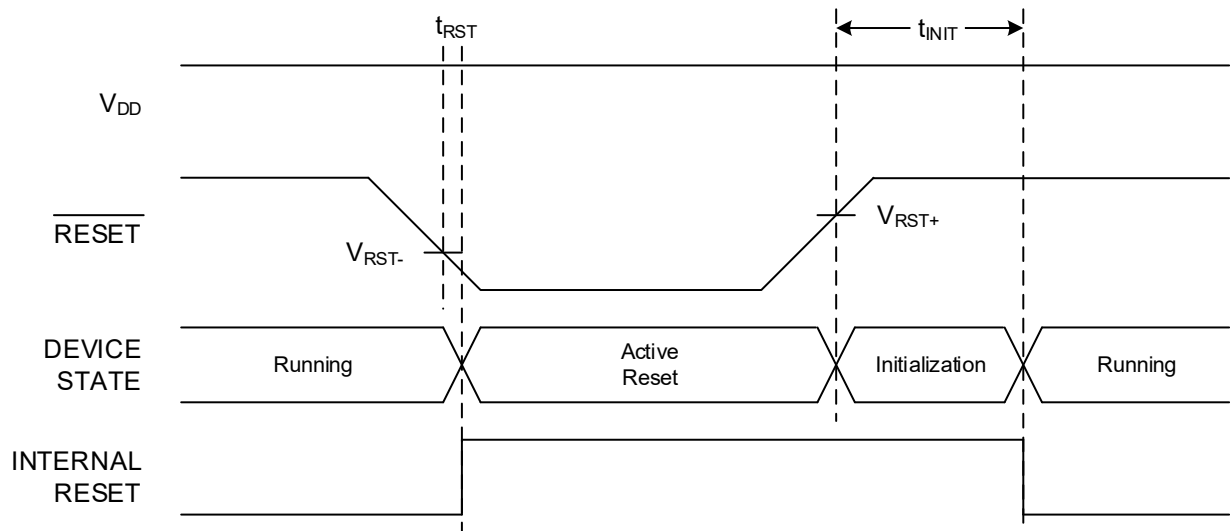 tRST
tINIT
VDD
RESET
VRST-
VRST+
DEVICE
STATE
Running
Active
Reset
Initialization
Running
INTERNAL
RESET